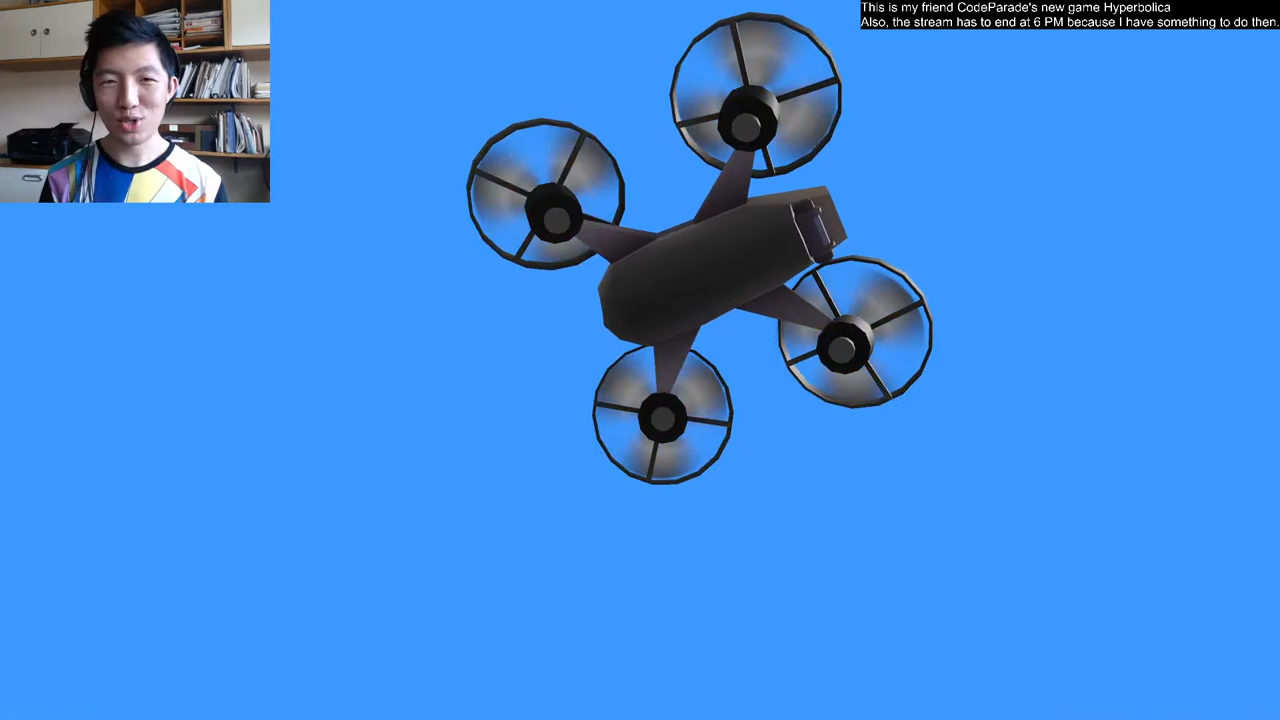 This is my friend CodeParade's new game Hyperbolica
Also, the stream has to end at 6 PM because I have something to do then.